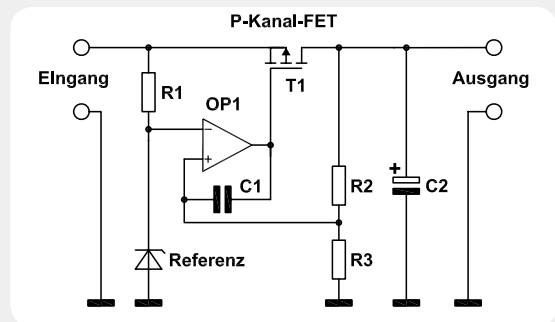 P-Kanal-FET
EIngang
R1
OP1
T1
Ausgang
−
+
C1
R2
+
C2
Referenz
R3